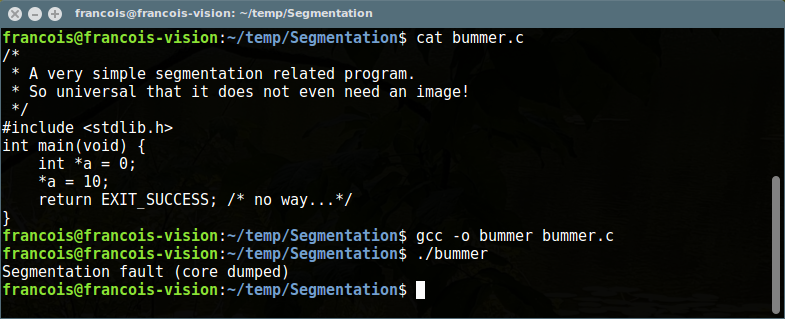 francois@francois-vision: ~/temp/Segmentation
francois@francois-vision:~/temp/Segmentation$ cat bummer.c
/*
 * A very simple segmentation related program.
 * So universal that it does not even need an image!
 */
#include <stdlib.h>
int main(void) {
    int *a = 0;
    *a = 10;
    return EXIT_SUCCESS; /* no way...*/
}
francois@francois-vision:~/temp/Segmentation$ gcc -o bummer bummer.c
francois@francois-vision:~/temp/Segmentation$ ./bummer
Segmentation fault (core dumped)
francois@francois-vision:~/temp/Segmentation$